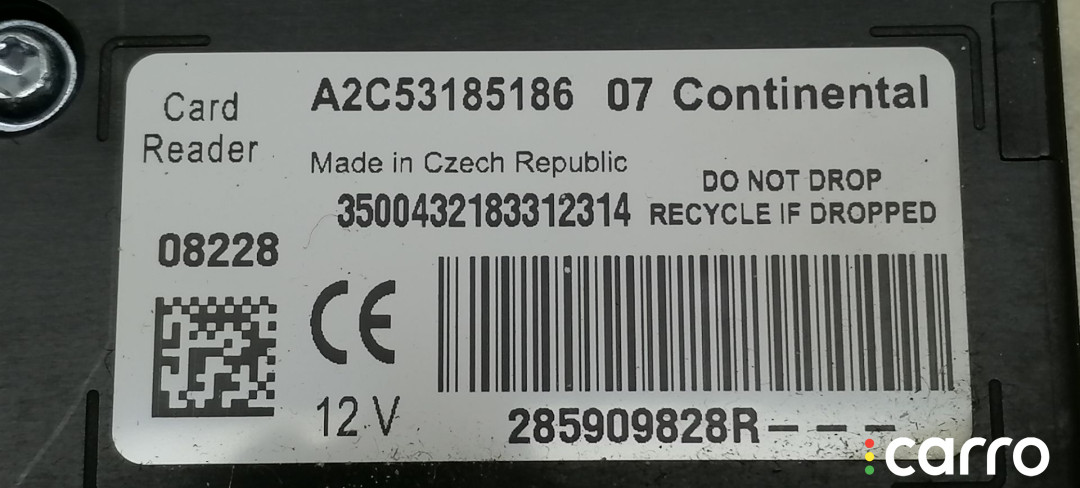 Card
Reader
A2C53185186 07 Continental
Made in Czech Republic
3500432183312314
DO NOT DROP
RECYCLE IF DROPPED
08228
CE
12 V
285909828R---
carro